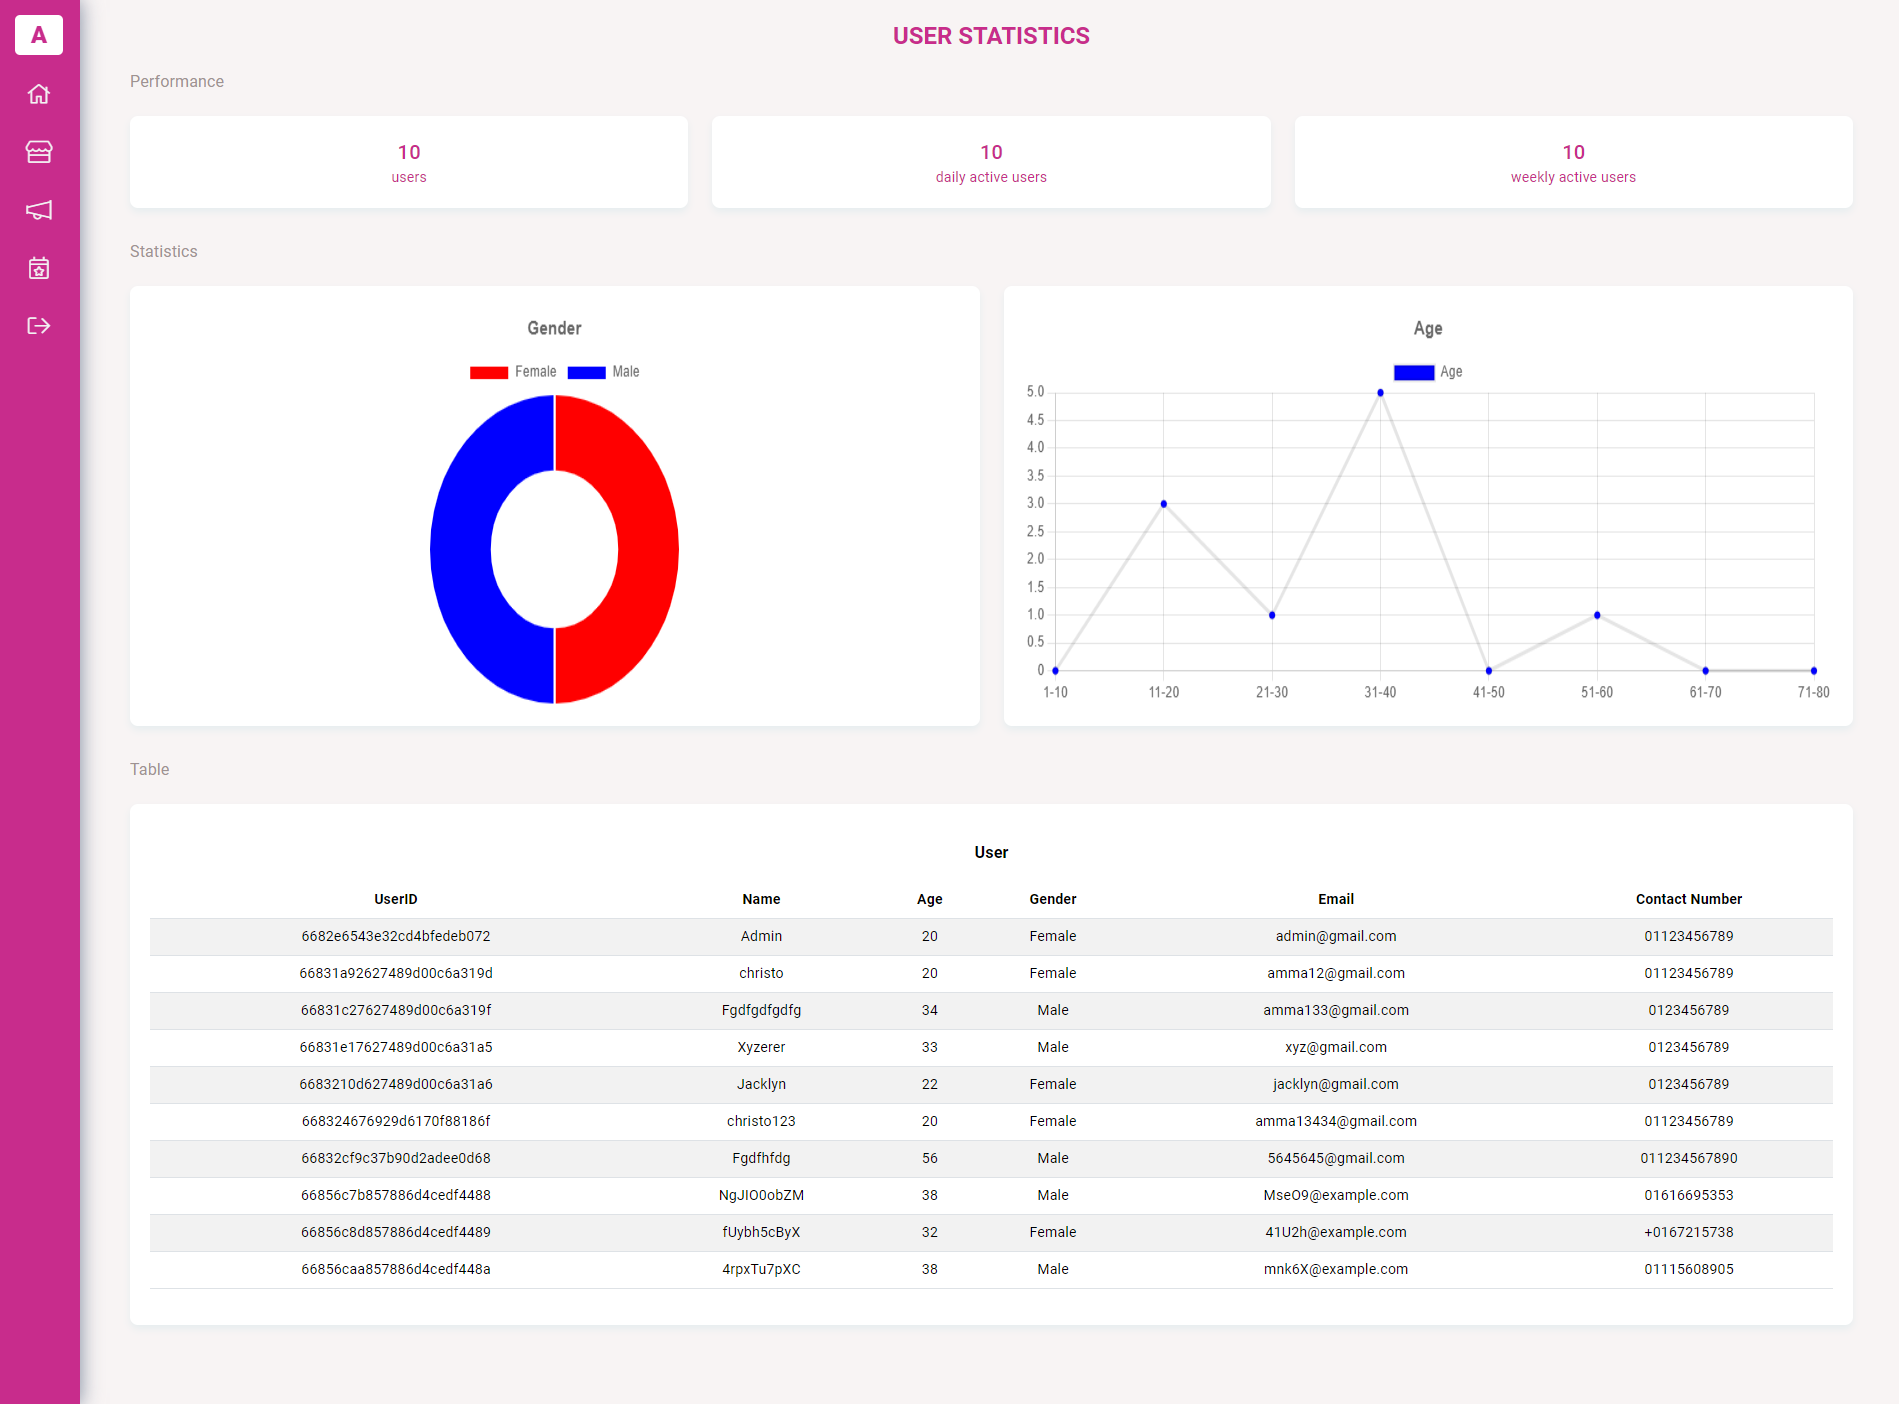 A
USER STATISTICS
Performance
10
users
10
daily active users
10
weekly active users
Statistics
Gender
Female Male
Age
Age
5.0
4.5
4.0
3.5
3.0
2.5
2.0
1.5
1.0
0.5
0
1-10 11-20 21-30 31-40 41-50 51-60 61-70 71-80
Table
User
UserID Name Age Gender Email Contact Number
6682e6543e32cd4bfedeb072 Admin 20 Female admin@gmail.com 01123456789
66831a92627489d00c6a319d christo 20 Female amma12@gmail.com 01123456789
66831c27627489d00c6a319f Fgdfgdfgdfg 34 Male amma133@gmail.com 0123456789
66831e17627489d00c6a31a5 Xyzerer 33 Male xyz@gmail.com 0123456789
6683210d627489d00c6a31a6 Jacklyn 22 Female jacklyn@gmail.com 0123456789
668324676929d6170f88186f christo123 20 Female amma13434@gmail.com 01123456789
66832cf9c37b90d2adee0d68 Fgdfhfdg 56 Male 5645645@gmail.com 011234567890
66856c7b857886d4cedf4488 NgJIO0obZM 38 Male MseO9@example.com 01616695353
66856c8d857886d4cedf4489 fUybh5cByX 32 Female 41U2h@example.com +0167215738
66856caa857886d4cedf448a 4rpxTu7pXC 38 Male mnk6X@example.com 01115608905